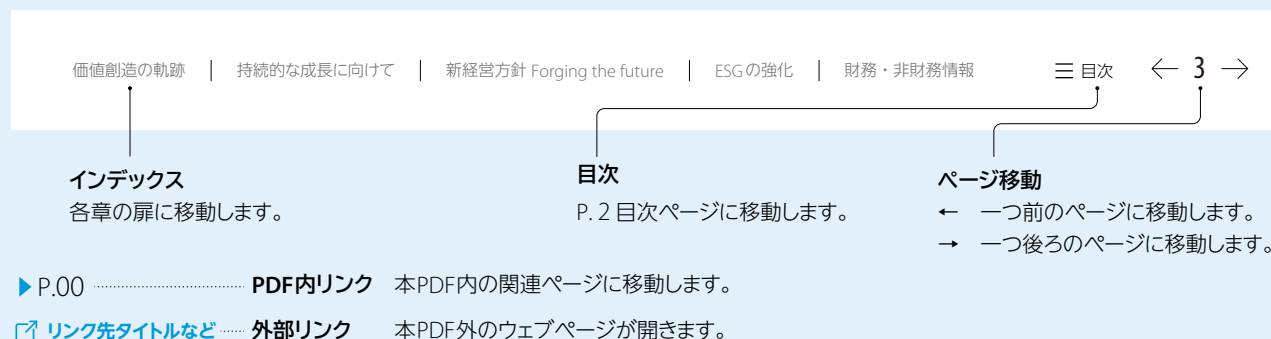 価値創造の軌跡 | 持続的な成長に向けて | 新経営方針 Forging the future | ESGの強化 | 財務・非財務情報 ☰ 目次 ← 3 →
インデックス
各章の扉に移動します。
目次
P. 2 目次ページに移動します。
ページ移動
← 一つ前のページに移動します。
→ 一つ後ろのページに移動します。
▶ P.00 PDF内リンク 本PDF内の関連ページに移動します。
リンク先タイトルなど 外部リンク 本PDF外のウェブページが開きます。